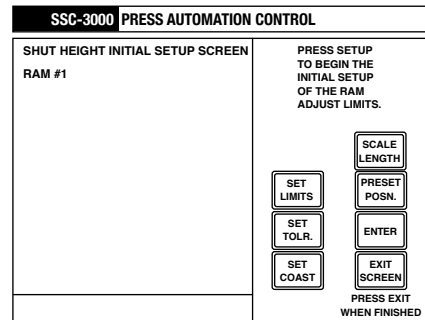 SSC-3000 PRESS AUTOMATION CONTROL
SHUT HEIGHT INITIAL SETUP SCREEN
RAM #1
PRESS SETUP
TO BEGIN THE
INITIAL SETUP
OF THE RAM
ADJUST LIMITS.
SCALE
LENGTH
SET
LIMITS
PRESET
POSN.
SET
TOLR.
ENTER
SET
COAST
EXIT
SCREEN
PRESS EXIT
WHEN FINISHED